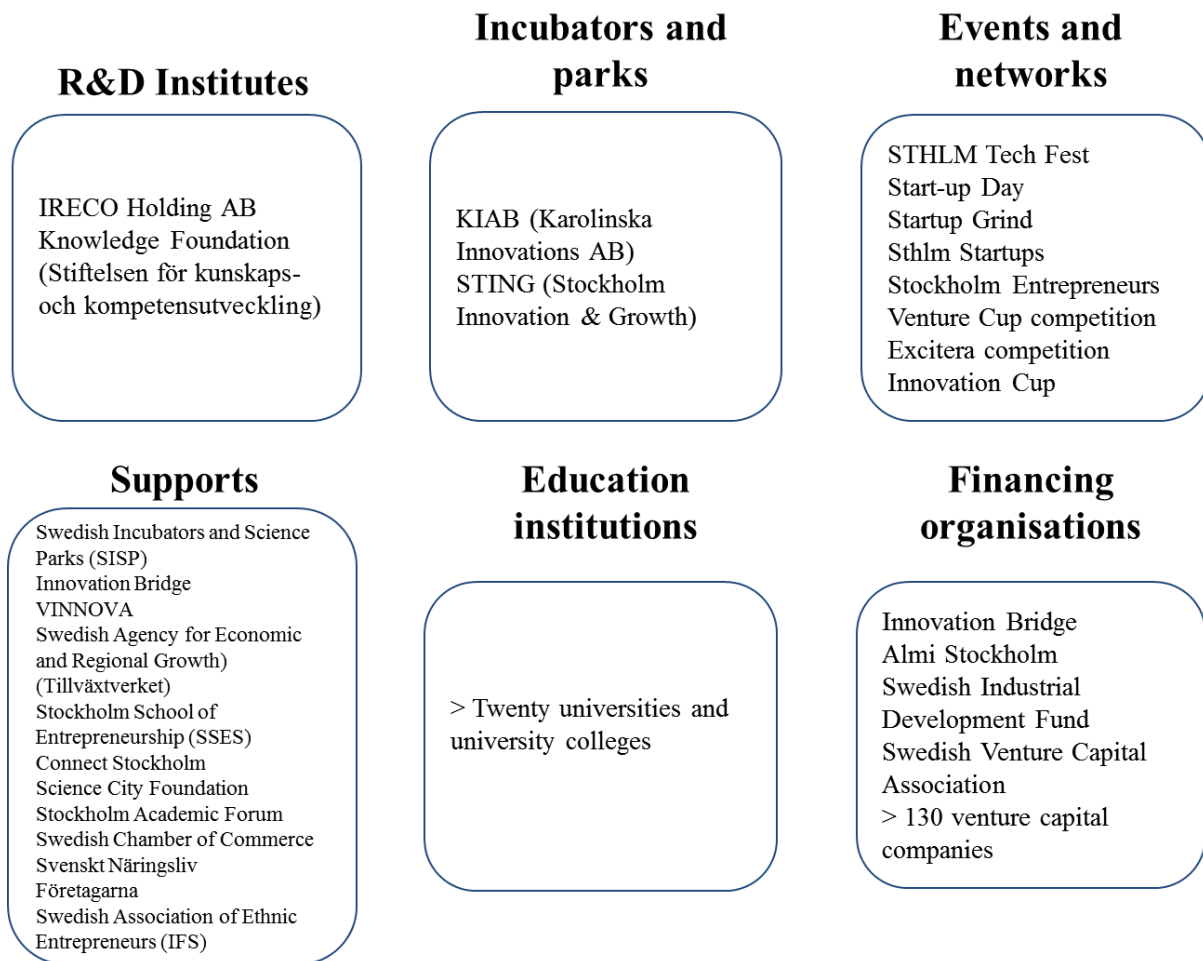 R&D Institutes
IRECO Holding AB
Knowledge Foundation
(Stiftelsen för kunskaps-
och kompetensutveckling)
Incubators and
parks
KIAB (Karolinska
Innovations AB)
STING (Stockholm
Innovation & Growth)
Events and
networks
STHLM Tech Fest
Start-up Day
Startup Grind
Sthlm Startups
Stockholm Entrepreneurs
Venture Cup competition
Excitera competition
Innovation Cup
Supports
Swedish Incubators and Science
Parks (SISP)
Innovation Bridge
VINNOVA
Swedish Agency for Economic
and Regional Growth)
(Tillväxtverket)
Stockholm School of
Entrepreneurship (SSES)
Connect Stockholm
Science City Foundation
Stockholm Academic Forum
Swedish Chamber of Commerce
Svenskt Näringsliv
Företagarna
Swedish Association of Ethnic
Entrepreneurs (IFS)
Education
institutions
> Twenty universities and
university colleges
Financing
organisations
Innovation Bridge
Almi Stockholm
Swedish Industrial
Development Fund
Swedish Venture Capital
Association
> 130 venture capital
companies